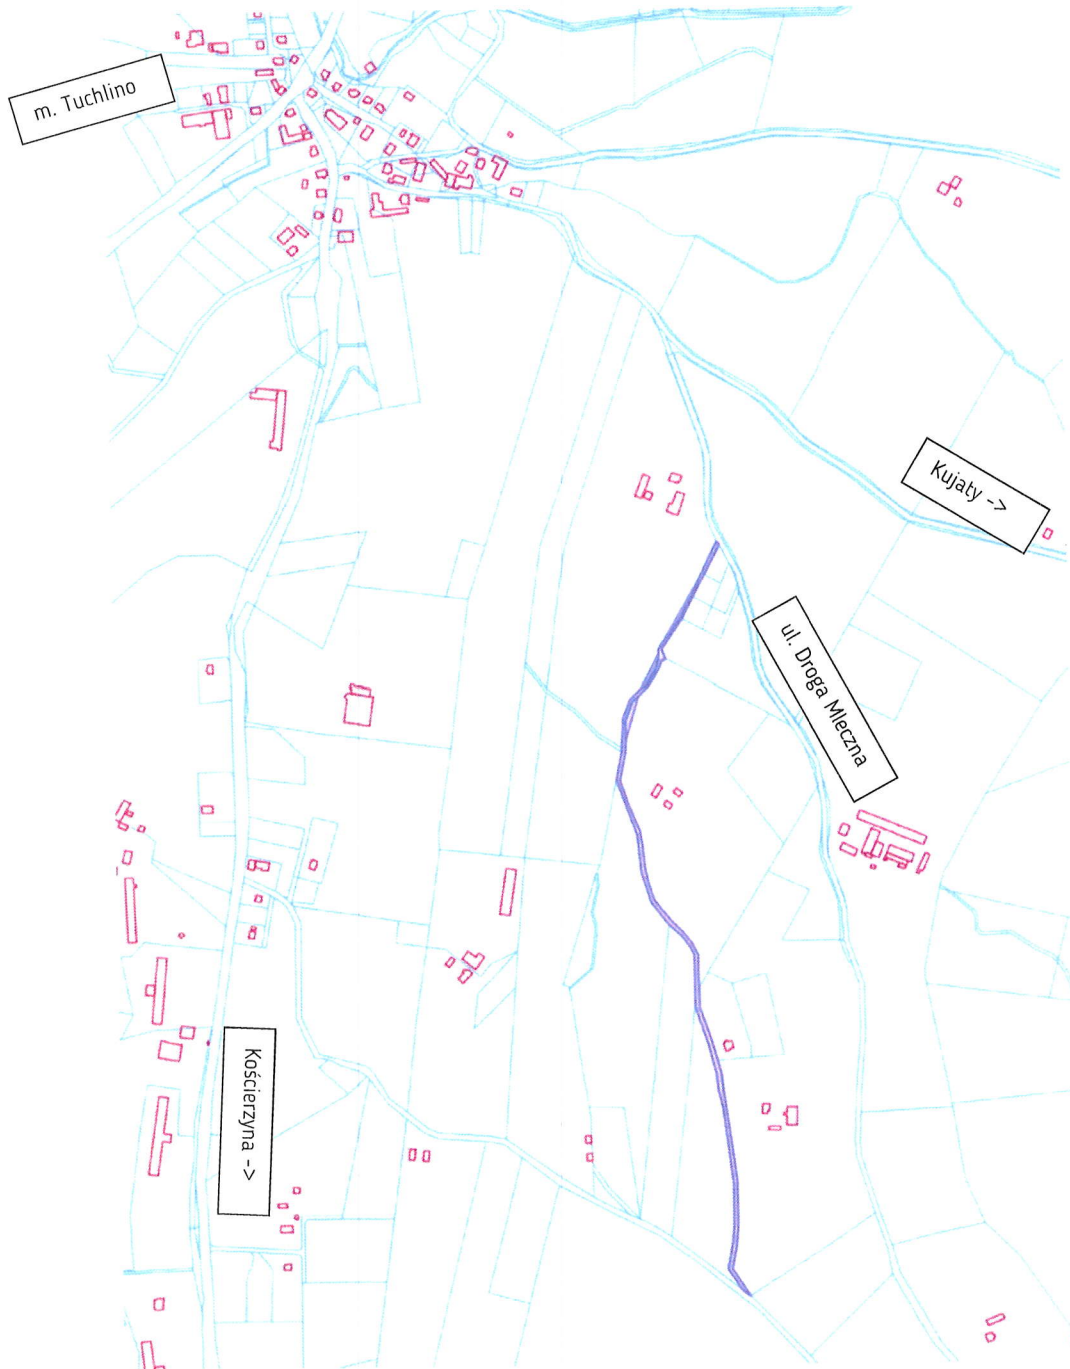 m. Tuchlino
Kujaty ->
ul. Droga Mleczna
Kościerzyna ->